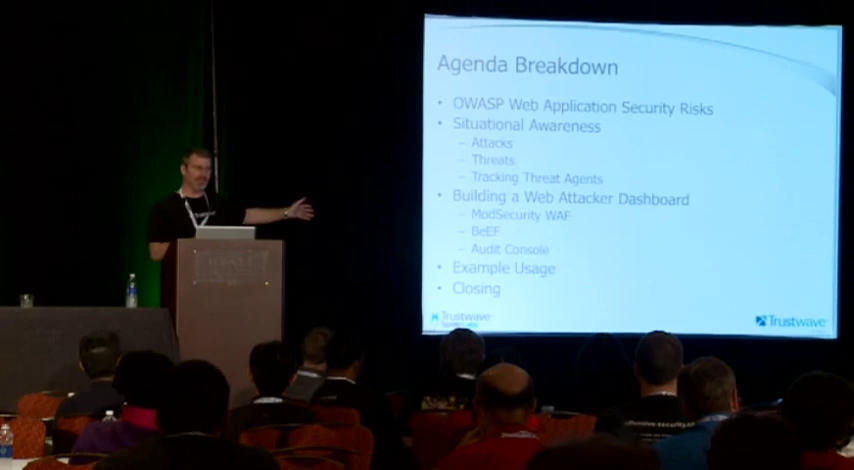 Agenda Breakdown
• OWASP Web Application Security Risks
• Situational Awareness
– Attacks
– Threats
– Tracking Threat Agents
• Building a Web Attacker Dashboard
– ModSecurity WAF
– BeEF
– Audit Console
• Example Usage
• Closing
Trustwave
Trustwave